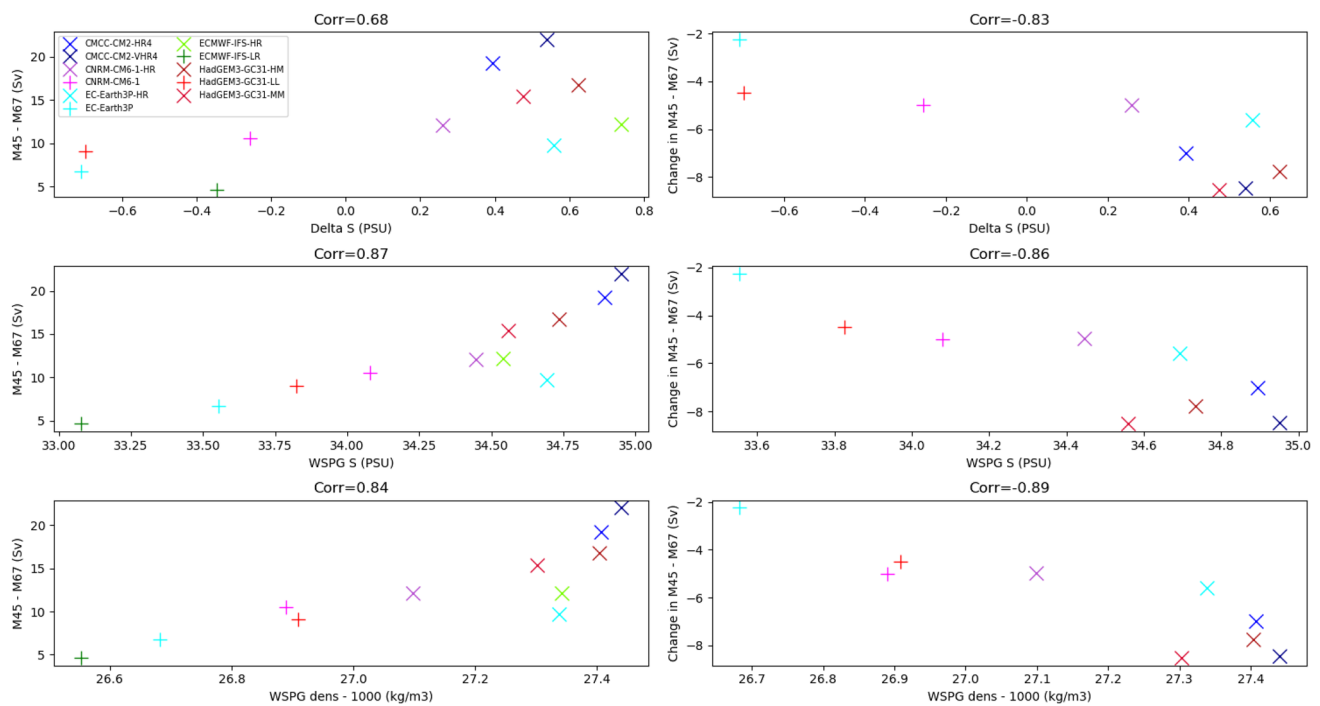 Corr=0.68
M45 - M67 (Sv)
20
15
10
5
CMCC-CM2-HR4
CMCC-CM2-VHR4
CNRM-CM6-1-HR
CNRM-CM6-1
EC-Earth3P-HR
EC-Earth3P
ECMWF-IFS-HR
ECMWF-IFS-LR
HadGEM3-GC31-HM
HadGEM3-GC31-LL
HadGEM3-GC31-MM
−0.6 −0.4 −0.2 0.0 0.2 0.4 0.6 0.8
Delta S (PSU)
Corr=-0.83
Change in M45 - M67 (Sv)
−2
−4
−6
−8
−0.6 −0.4 −0.2 0.0 0.2 0.4 0.6
Delta S (PSU)
Corr=0.87
M45 - M67 (Sv)
20
15
10
5
33.00 33.25 33.50 33.75 34.00 34.25 34.50 34.75 35.00
WSPG S (PSU)
Corr=-0.86
Change in M45 - M67 (Sv)
−2
−4
−6
−8
33.6 33.8 34.0 34.2 34.4 34.6 34.8 35.0
WSPG S (PSU)
Corr=0.84
M45 - M67 (Sv)
20
15
10
5
26.6 26.8 27.0 27.2 27.4
WSPG dens - 1000 (kg/m3)
Corr=-0.89
Change in M45 - M67 (Sv)
−2
−4
−6
−8
26.7 26.8 26.9 27.0 27.1 27.2 27.3 27.4
WSPG dens - 1000 (kg/m3)